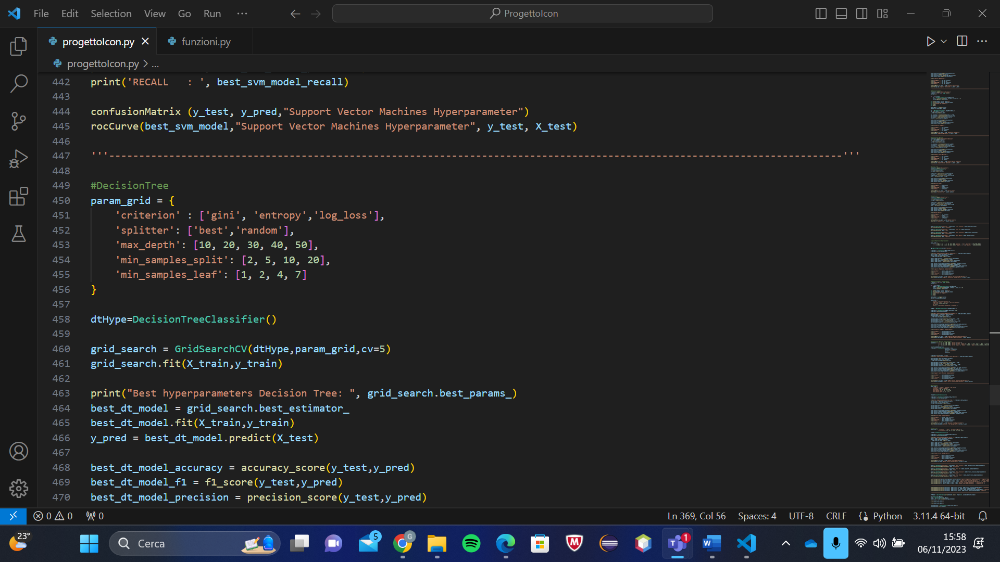 File Edit Selection View Go Run ··· ProgettoIcon
progettoIcon.py funzioni.py
progettoIcon.py > ...
442 print('RECALL   : ', best_svm_model_recall)
443
444 confusionMatrix (y_test, y_pred,"Support Vector Machines Hyperparameter")
445 rocCurve(best_svm_model,"Support Vector Machines Hyperparameter", y_test, X_test)
446
447 '''--------------------------------------------------------------------------------------------------------------------------'''
448
449 #DecisionTree
450 param_grid = {
451     'criterion' : ['gini', 'entropy','log_loss'],
452     'splitter': ['best','random'],
453     'max_depth': [10, 20, 30, 40, 50],
454     'min_samples_split': [2, 5, 10, 20],
455     'min_samples_leaf': [1, 2, 4, 7]
456 }
457
458 dtHype=DecisionTreeClassifier()
459
460 grid_search = GridSearchCV(dtHype,param_grid,cv=5)
461 grid_search.fit(X_train,y_train)
462
463 print("Best hyperparameters Decision Tree: ", grid_search.best_params_)
464 best_dt_model = grid_search.best_estimator_
465 best_dt_model.fit(X_train,y_train)
466 y_pred = best_dt_model.predict(X_test)
467
468 best_dt_model_accuracy = accuracy_score(y_test,y_pred)
469 best_dt_model_f1 = f1_score(y_test,y_pred)
470 best_dt_model_precision = precision_score(y_test,y_pred)
0 0 0 Ln 369, Col 56 Spaces: 4 UTF-8 CRLF Python 3.11.4 64-bit
23° Cerca 5 G 1 15:58
06/11/2023